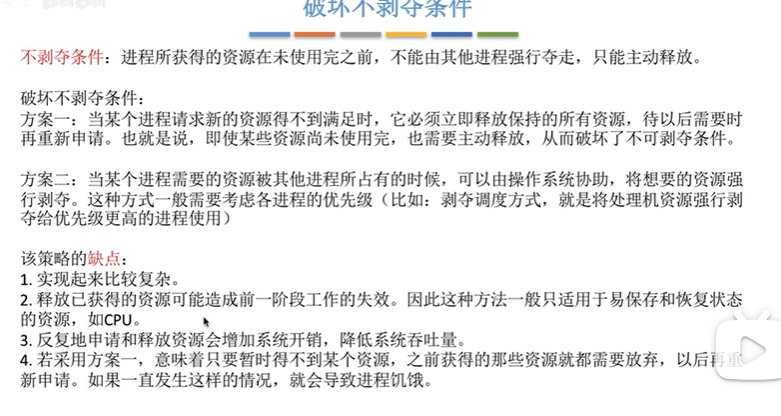 破坏不剥夺条件
不剥夺条件：进程所获得的资源在未使用完之前，不能由其他进程强行夺走，只能主动释放。
破坏不剥夺条件：
方案一：当某个进程请求新的资源得不到满足时，它必须立即释放保持的所有资源，待以后需要时
再重新申请。也就是说，即使某些资源尚未使用完，也需要主动释放，从而破坏了不可剥夺条件。
方案二：当某个进程需要的资源被其他进程所占有的时候，可以由操作系统协助，将想要的资源强
行剥夺。这种方式一般需要考虑各进程的优先级（比如：剥夺调度方式，就是将处理机资源强行剥
夺给优先级更高的进程使用）
该策略的缺点：
1. 实现起来比较复杂。
2. 释放已获得的资源可能造成前一阶段工作的失效。因此这种方法一般只适用于易保存和恢复状态
的资源，如CPU。
3. 反复地申请和释放资源会增加系统开销，降低系统吞吐量。
4. 若采用方案一，意味着只要暂时得不到某个资源，之前获得的那些资源就都需要放弃，以后再重
新申请。如果一直发生这样的情况，就会导致进程饥饿。